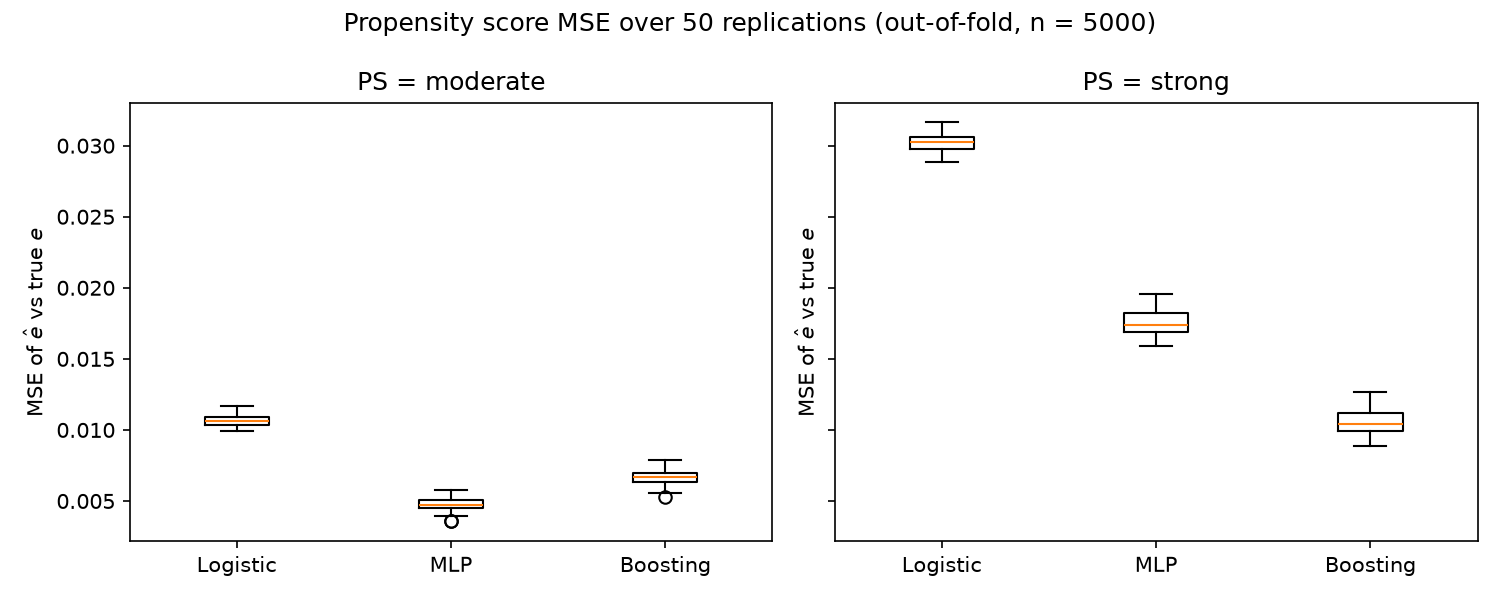 Propensity score MSE over 50 replications (out-of-fold, n = 5000)
PS = moderate
MSE of ê vs true e
0.030
0.025
0.020
0.015
0.010
0.005
Logistic
MLP
Boosting
PS = strong
MSE of ê vs true e
Logistic
MLP
Boosting